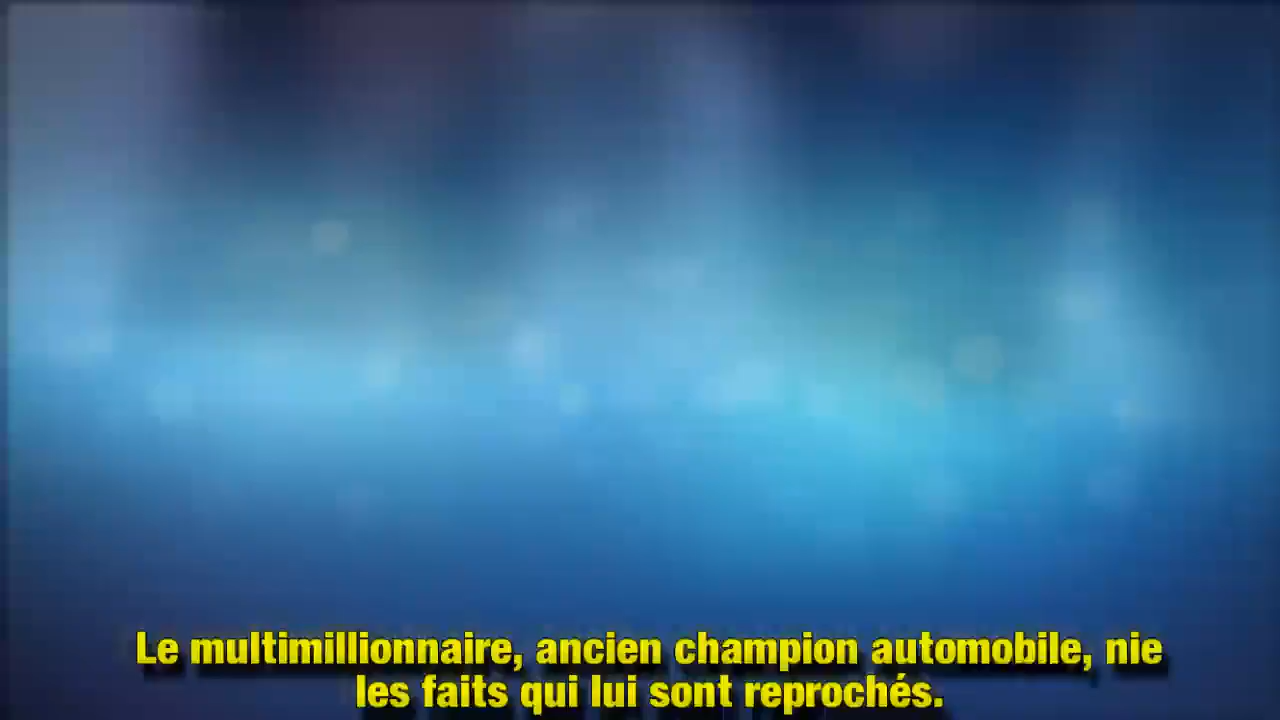 Le multimillionnaire, ancien champion automobile, nie
les faits qui lui sont reprochés.